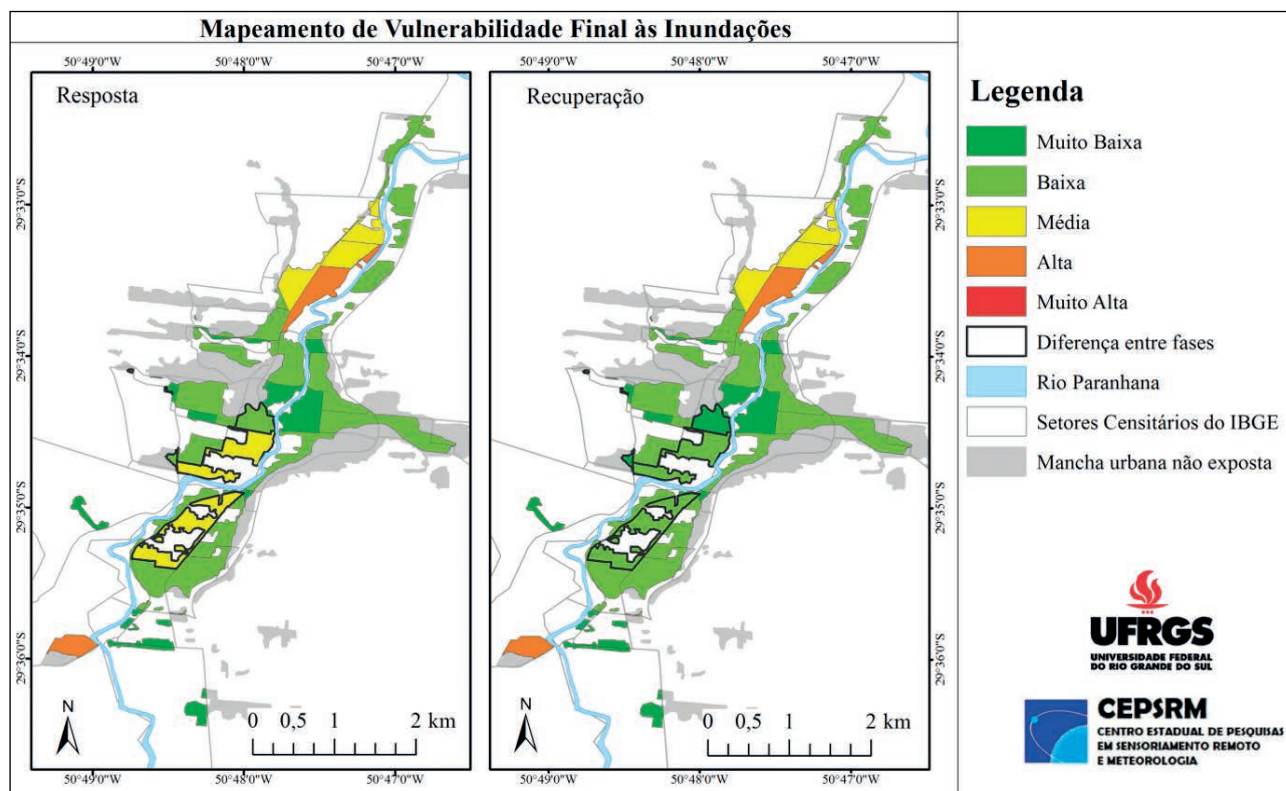 Mapeamento de Vulnerabilidade Final às Inundações
50°49'0"W 50°48'0"W 50°47'0"W
50°49'0"W 50°48'0"W 50°47'0"W
Resposta
Recuperação
29°33'0"S
29°34'0"S
29°35'0"S
29°36'0"S
29°33'0"S
29°34'0"S
29°35'0"S
29°36'0"S
N
0 0,5 1 2 km
N
0 0,5 1 2 km
50°49'0"W 50°48'0"W 50°47'0"W
50°49'0"W 50°48'0"W 50°47'0"W
Legenda
Muito Baixa
Baixa
Média
Alta
Muito Alta
Diferença entre fases
Rio Paranhana
Setores Censitários do IBGE
Mancha urbana não exposta
UFRGS
UNIVERSIDADE FEDERAL
DO RIO GRANDE DO SUL
CEPSRM
CENTRO ESTADUAL DE PESQUISAS
EM SENSORIAMENTO REMOTO
E METEOROLOGIA